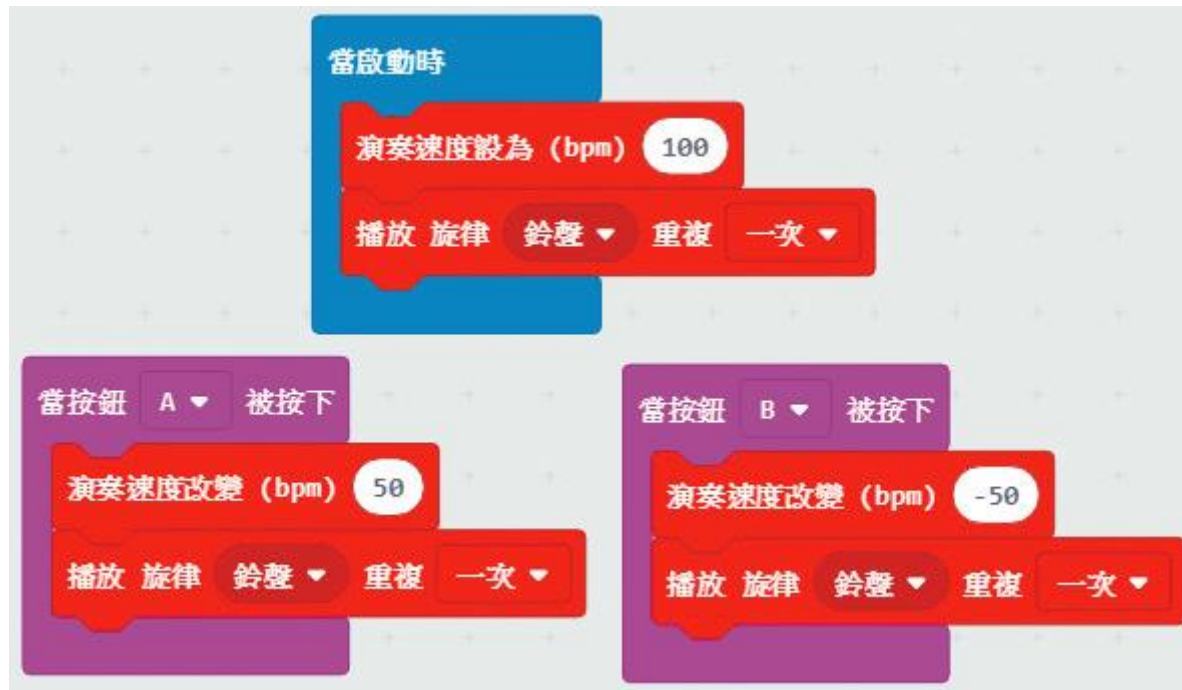 當啟動時
演奏速度設為 (bpm) 100
播放 旋律 鈴聲 重複 一次
當按鈕 A 被按下
演奏速度改變 (bpm) 50
播放 旋律 鈴聲 重複 一次
當按鈕 B 被按下
演奏速度改變 (bpm) -50
播放 旋律 鈴聲 重複 一次